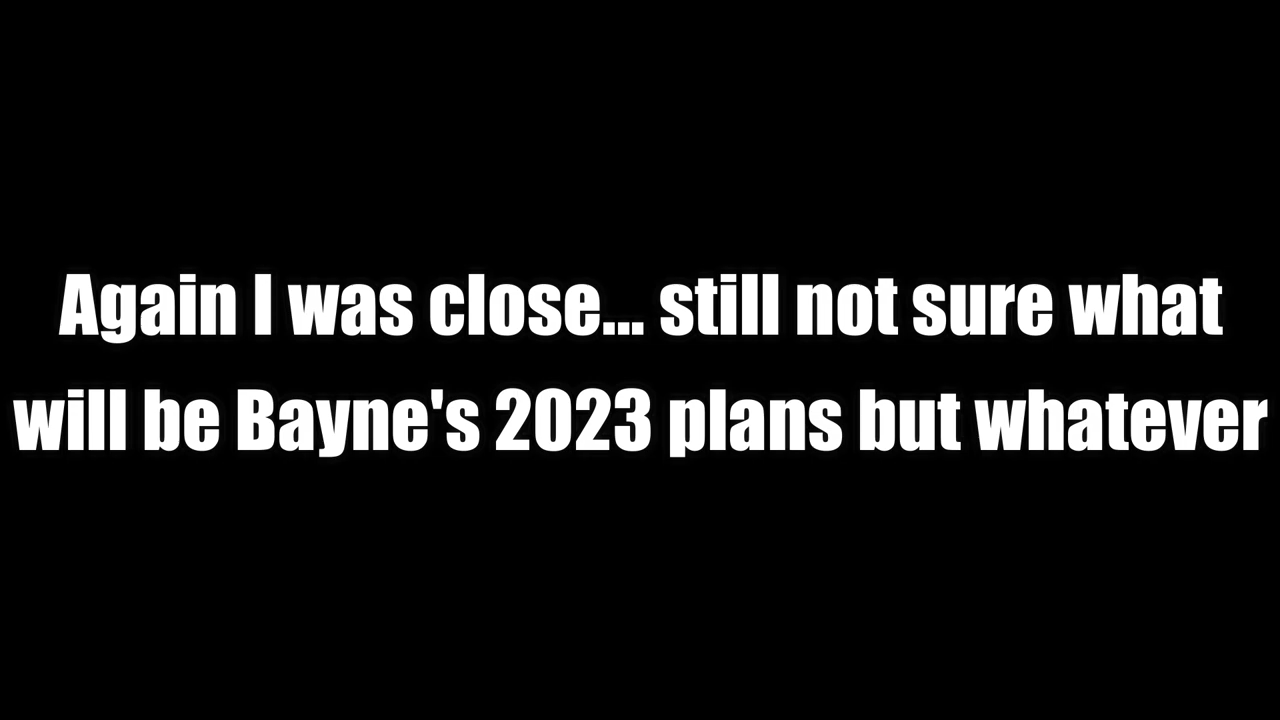 Again I was close... still not sure what
will be Bayne's 2023 plans but whatever